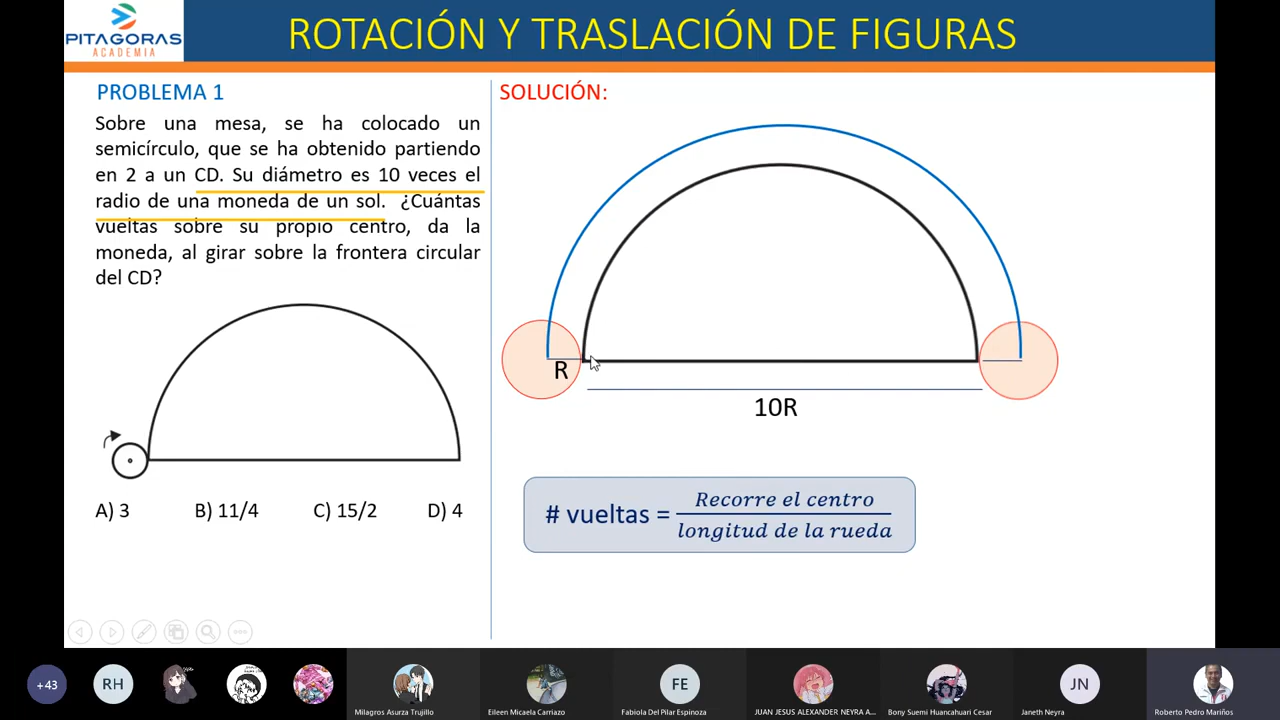 PITAGORAS
ACADEMIA
ROTACIÓN Y TRASLACIÓN DE FIGURAS
PROBLEMA 1
Sobre una mesa, se ha colocado un
semicírculo, que se ha obtenido partiendo
en 2 a un CD. Su diámetro es 10 veces el
radio de una moneda de un sol. ¿Cuántas
vueltas sobre su propio centro, da la
moneda, al girar sobre la frontera circular
del CD?
A) 3 B) 11/4 C) 15/2 D) 4
SOLUCIÓN:
R
10R
# vueltas = Recorre el centro
longitud de la rueda
+43
RH
FE
JN
Milagros Asurza Trujillo
Eileen Micaela Carriazo
Fabiola Del Pilar Espinoza
JUAN JESUS ALEXANDER NEYRA A...
Bony Suemi Huancahuari Cesar
Janeth Neyra
Roberto Pedro Mariños